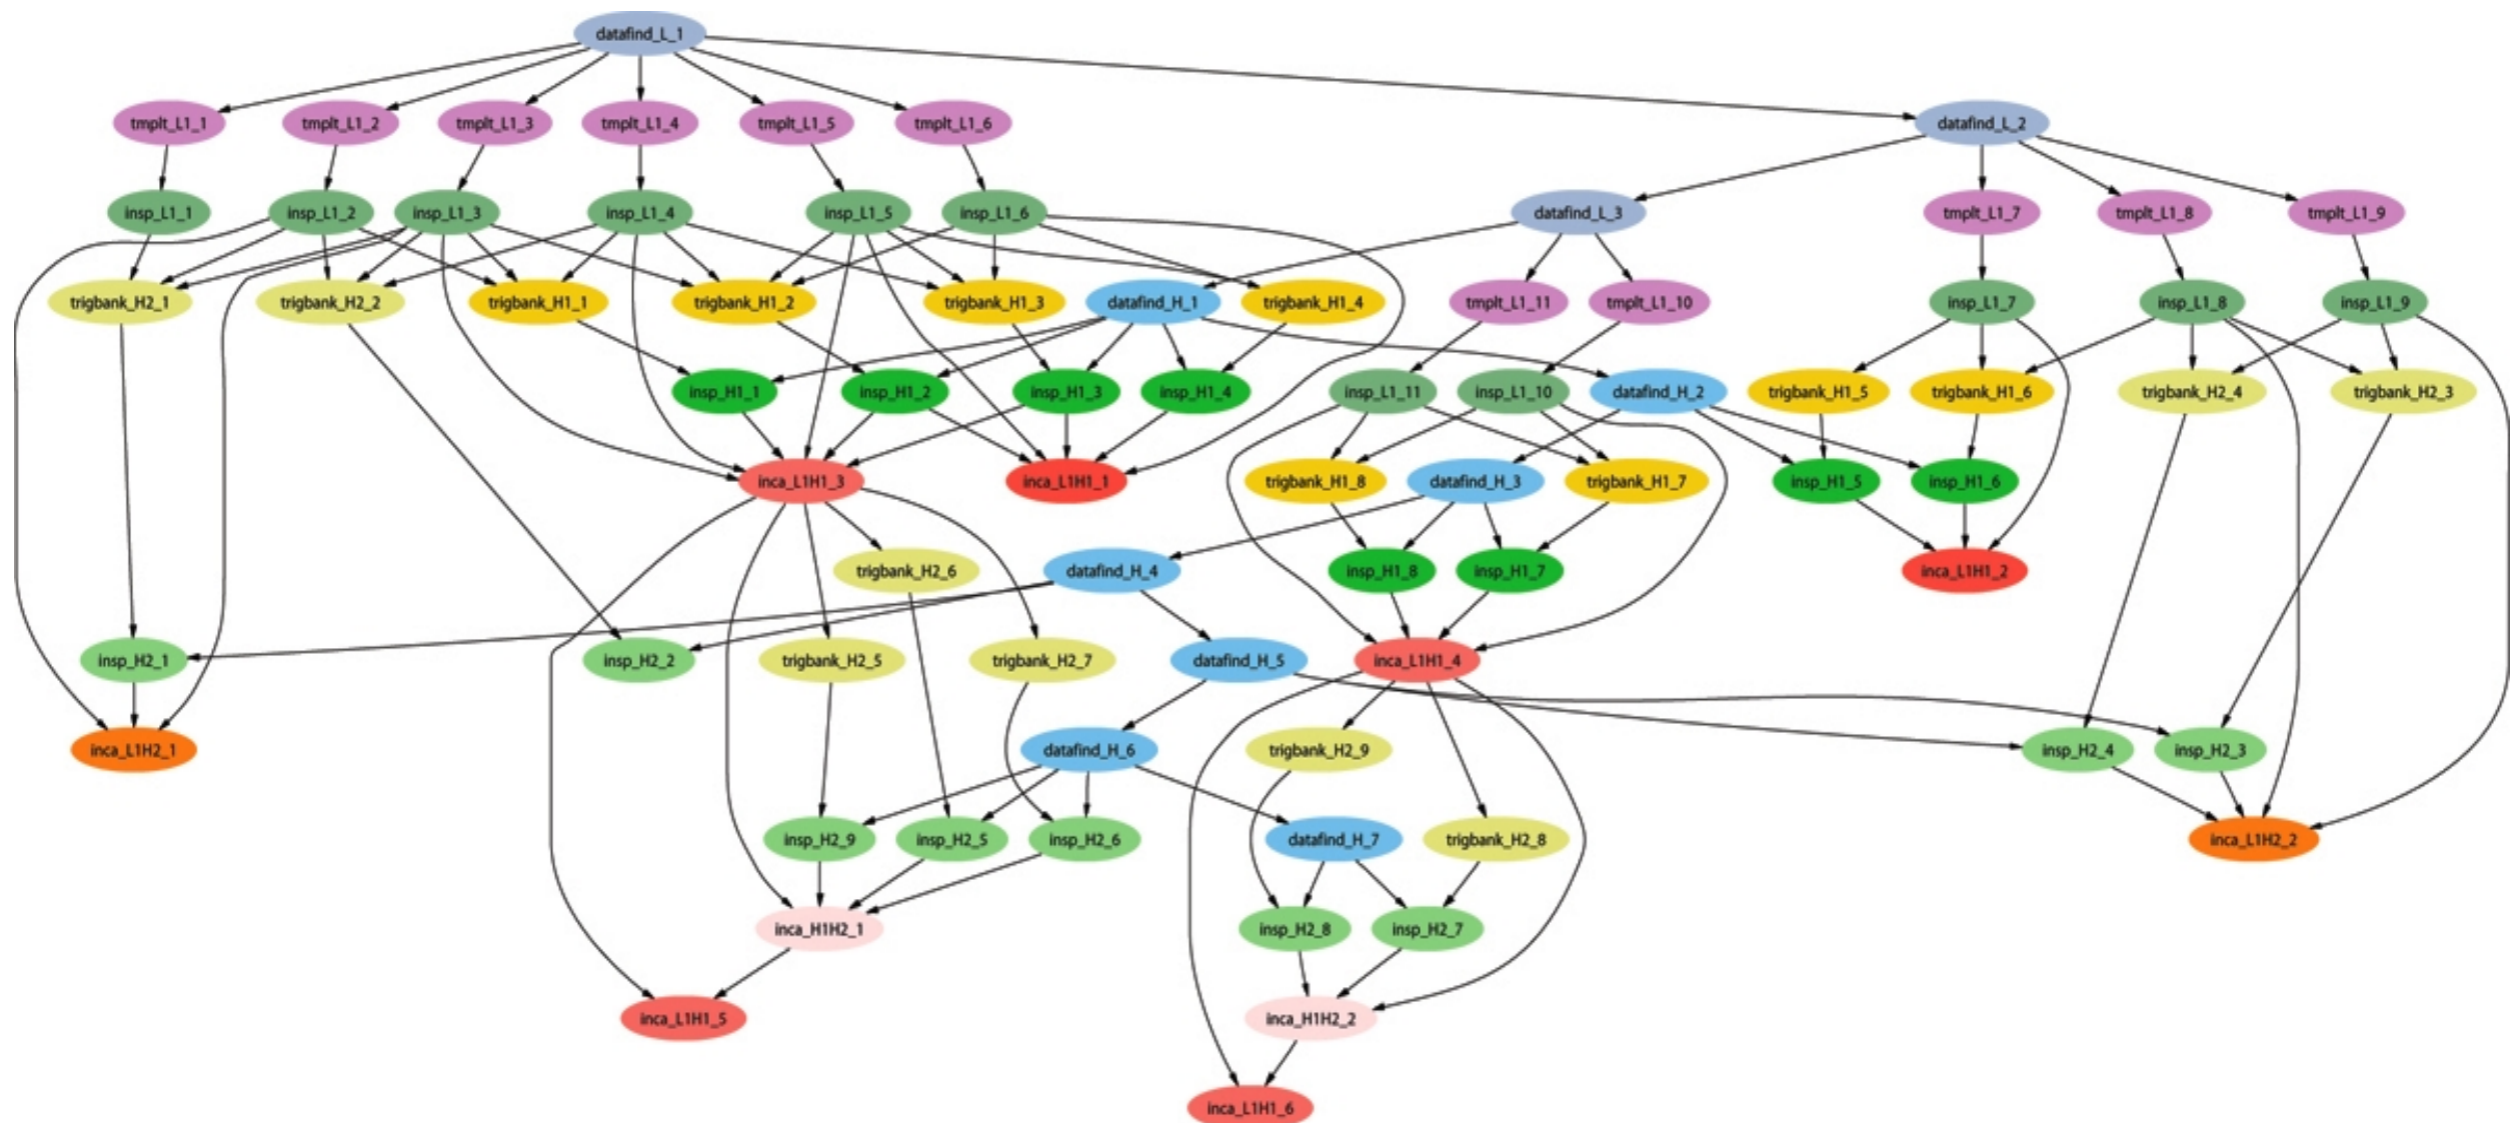 datafind_L_1
tmplt_L1_1 tmplt_L1_2 tmplt_L1_3 tmplt_L1_4 tmplt_L1_5 tmplt_L1_6 datafind_L_2
insp_L1_1 insp_L1_2 insp_L1_3 insp_L1_4 insp_L1_5 insp_L1_6 datafind_L_3 tmplt_L1_7 tmplt_L1_8 tmplt_L1_9
trigbank_H2_1 trigbank_H2_2 trigbank_H1_1 trigbank_H1_2 trigbank_H1_3 datafind_H_1 trigbank_H1_4 tmplt_L1_11 tmplt_L1_10 insp_L1_7 insp_L1_8 insp_L1_9
insp_H1_1 insp_H1_2 insp_H1_3 insp_H1_4 insp_L1_11 insp_L1_10 datafind_H_2 trigbank_H1_5 trigbank_H1_6 trigbank_H2_4 trigbank_H2_3
inca_L1H1_3 inca_L1H1_1 trigbank_H1_8 datafind_H_3 trigbank_H1_7 insp_H1_5 insp_H1_6
trigbank_H2_6 datafind_H_4 insp_H1_8 insp_H1_7 inca_L1H1_2
insp_H2_1 insp_H2_2 trigbank_H2_5 trigbank_H2_7 datafind_H_5 inca_L1H1_4
inca_L1H2_1 datafind_H_6 trigbank_H2_9 insp_H2_4 insp_H2_3
insp_H2_9 insp_H2_5 insp_H2_6 datafind_H_7 trigbank_H2_8 inca_L1H2_2
inca_H1H2_1 insp_H2_8 insp_H2_7
inca_L1H1_5 inca_H1H2_2
inca_L1H1_6